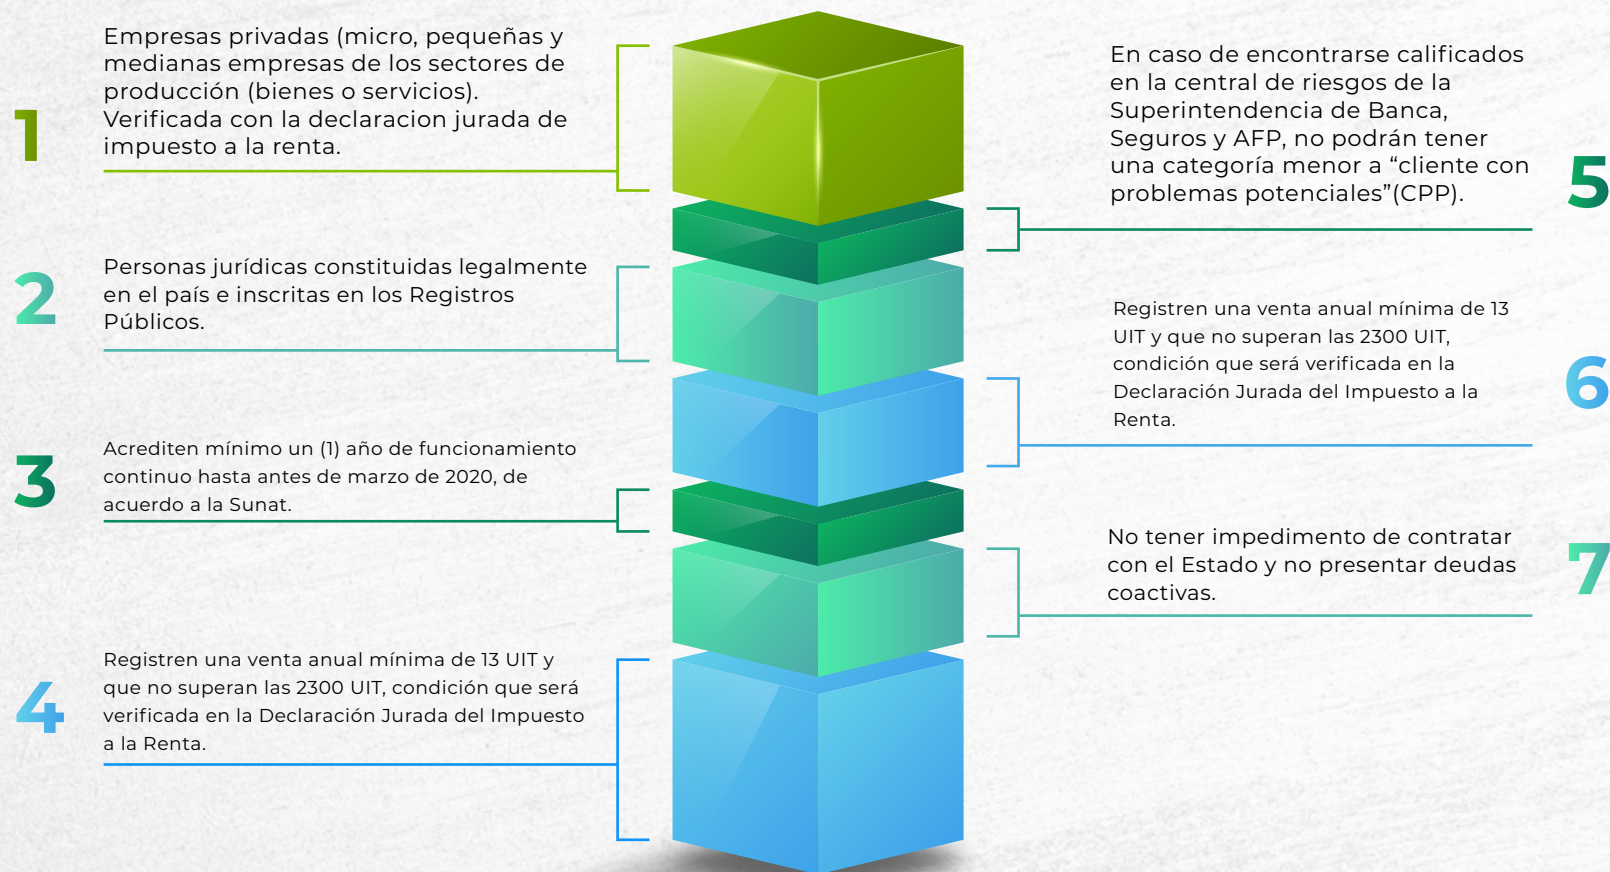 1
Empresas privadas (micro, pequeñas y
medianas empresas de los sectores de
producción (bienes o servicios).
Verificada con la declaracion jurada de
impuesto a la renta.
2
Personas jurídicas constituidas legalmente
en el país e inscritas en los Registros
Públicos.
3
Acrediten mínimo un (1) año de funcionamiento
continuo hasta antes de marzo de 2020, de
acuerdo a la Sunat.
4
Registren una venta anual mínima de 13 UIT y
que no superan las 2300 UIT, condición que será
verificada en la Declaración Jurada del Impuesto
a la Renta.
5
En caso de encontrarse calificados
en la central de riesgos de la
Superintendencia de Banca,
Seguros y AFP, no podrán tener
una categoría menor a “cliente con
problemas potenciales”(CPP).
6
Registren una venta anual mínima de 13
UIT y que no superan las 2300 UIT,
condición que será verificada en la
Declaración Jurada del Impuesto a la
Renta.
7
No tener impedimento de contratar
con el Estado y no presentar deudas
coactivas.